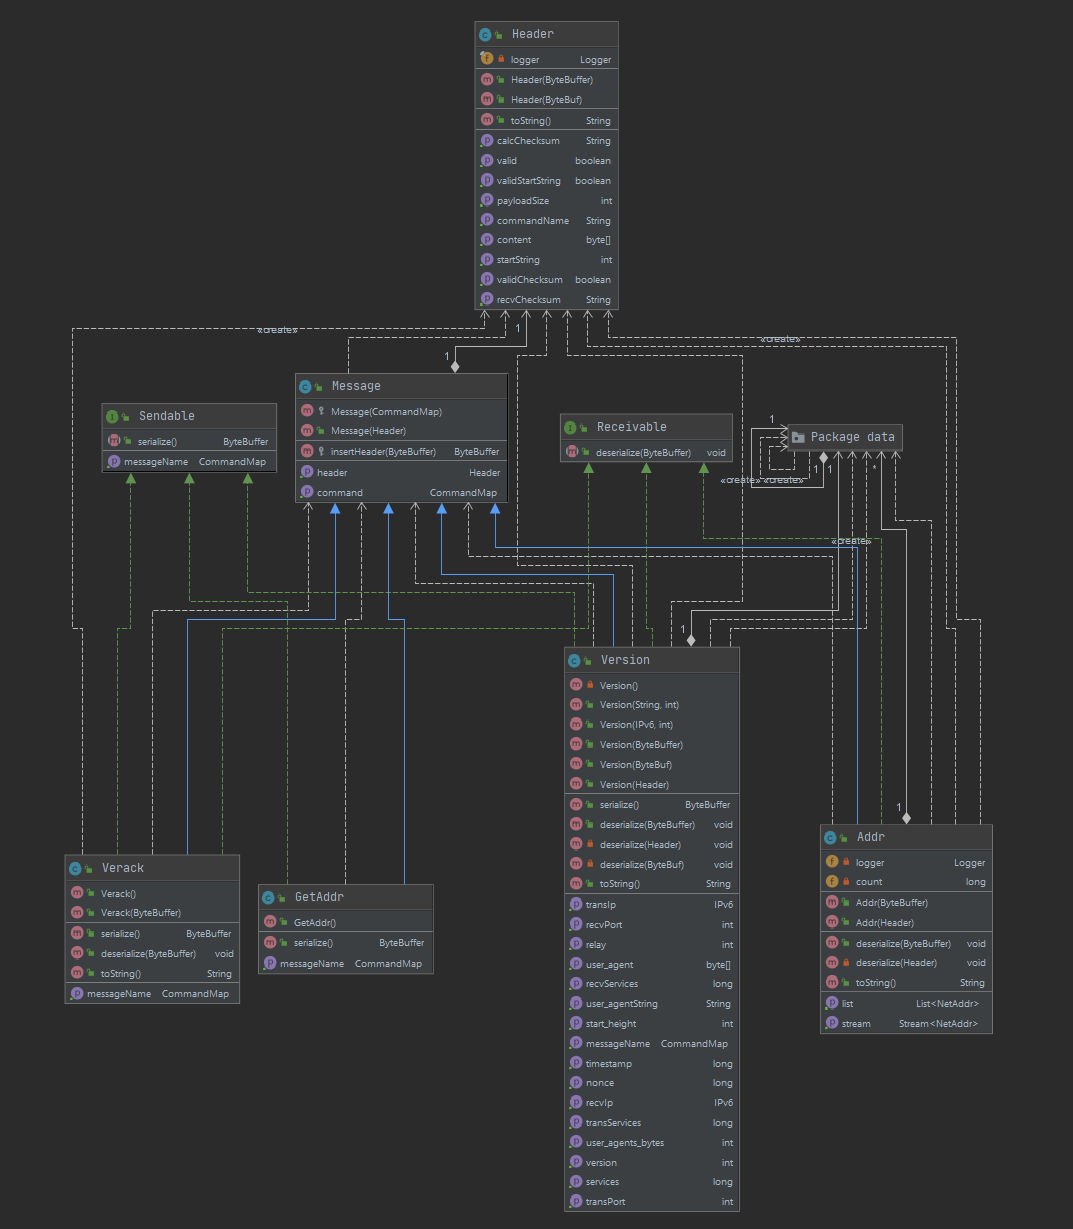 Header
logger Logger
Header(ByteBuffer)
Header(ByteBuf)
toString() String
calcChecksum String
valid boolean
validStartString boolean
payloadSize int
commandName String
content byte[]
startString int
validChecksum boolean
recvChecksum String
«create»
1
«create»
1
Message
Message(CommandMap)
Message(Header)
insertHeader(ByteBuffer) ByteBuffer
header Header
command CommandMap
Sendable
serialize() ByteBuffer
messageName CommandMap
Receivable
deserialize(ByteBuffer) void
1
Package data
1 1 *
«create» «create»
«create»
1
Version
Version()
Version(String, int)
Version(IPv6, int)
Version(ByteBuffer)
Version(ByteBuf)
Version(Header)
serialize() ByteBuffer
deserialize(ByteBuffer) void
deserialize(Header) void
deserialize(ByteBuf) void
toString() String
transIp IPv6
recvPort int
relay int
user_agent byte[]
recvServices long
user_agentString String
start_height int
messageName CommandMap
timestamp long
nonce long
recvIp IPv6
transServices long
user_agents_bytes int
version int
services long
transPort int
1
Addr
logger Logger
count long
Addr(ByteBuffer)
Addr(Header)
deserialize(ByteBuffer) void
deserialize(Header) void
toString() String
list List<NetAddr>
stream Stream<NetAddr>
Verack
Verack()
Verack(ByteBuffer)
serialize() ByteBuffer
deserialize(ByteBuffer) void
toString() String
messageName CommandMap
GetAddr
GetAddr()
serialize() ByteBuffer
messageName CommandMap